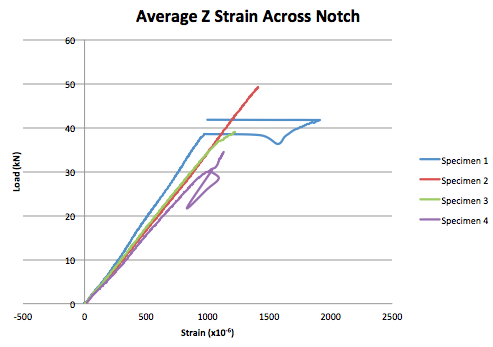 Average Z Strain Across Notch
60
50
40
30
20
10
0
Load (kN)
-500 0 500 1000 1500 2000 2500
Strain (x10⁻⁶)
Specimen 1
Specimen 2
Specimen 3
Specimen 4